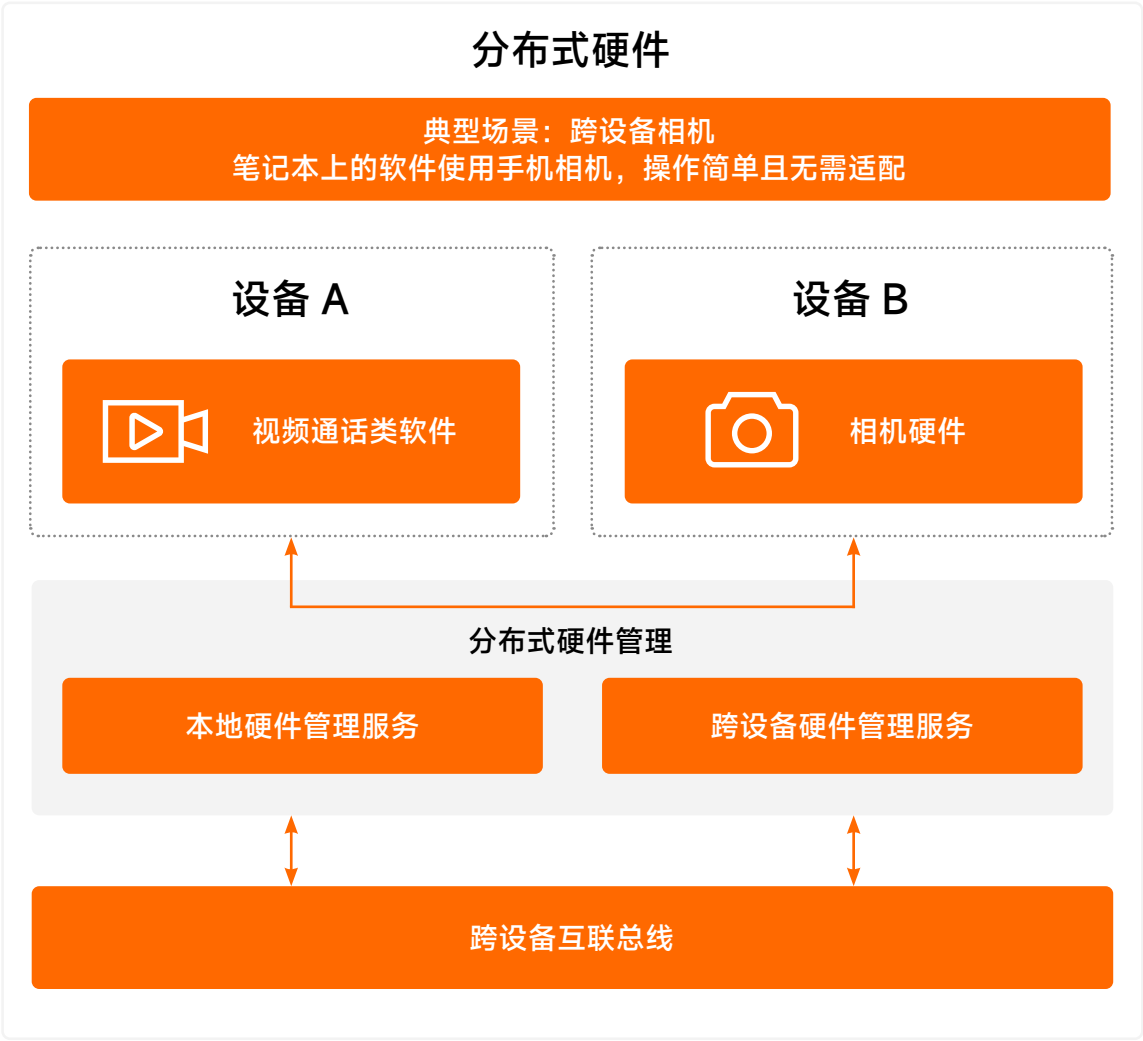 分布式硬件
典型场景：跨设备相机
笔记本上的软件使用手机相机，操作简单且无需适配
设备 A
设备 B
视频通话类软件
相机硬件
分布式硬件管理
本地硬件管理服务
跨设备硬件管理服务
跨设备互联总线